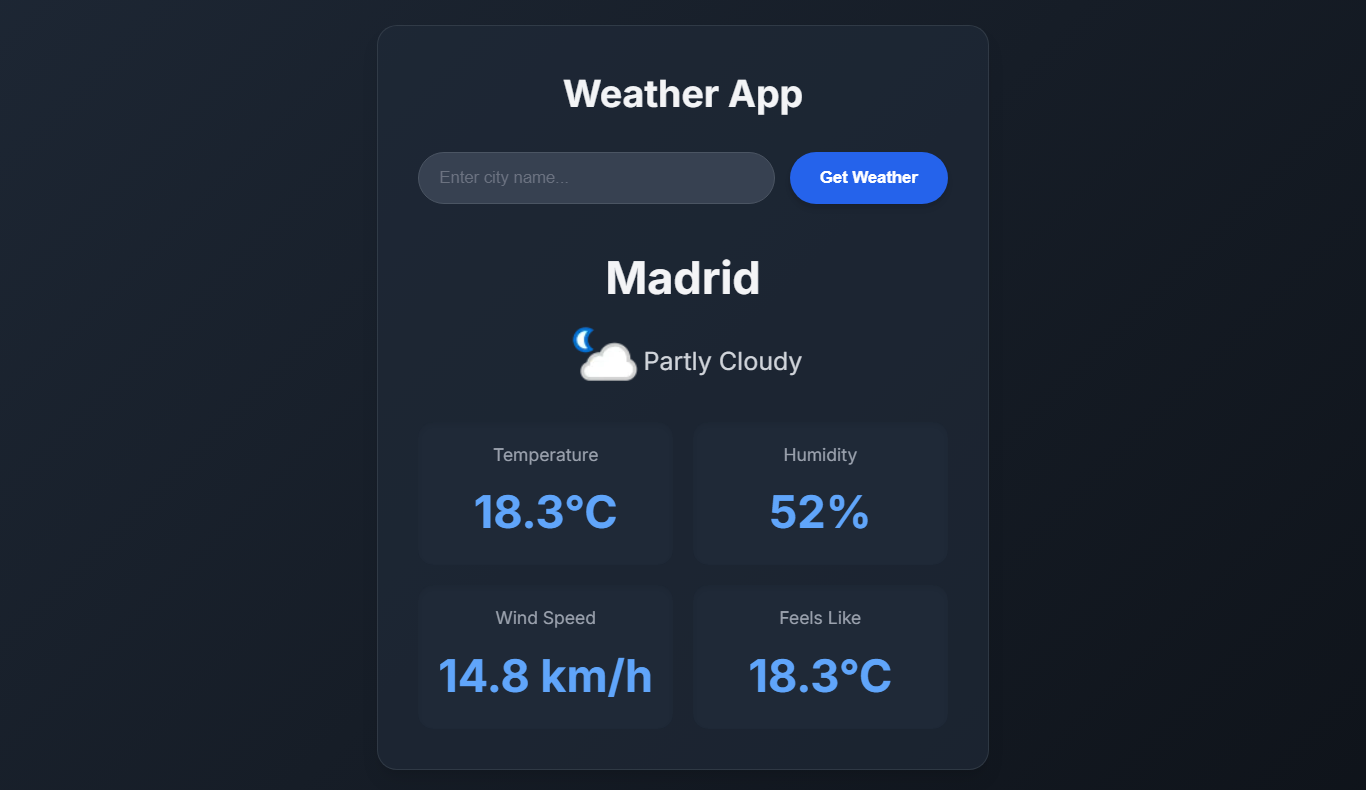 Weather App
Enter city name...
Get Weather
Madrid
Partly Cloudy
Temperature
18.3°C
Humidity
52%
Wind Speed
14.8 km/h
Feels Like
18.3°C